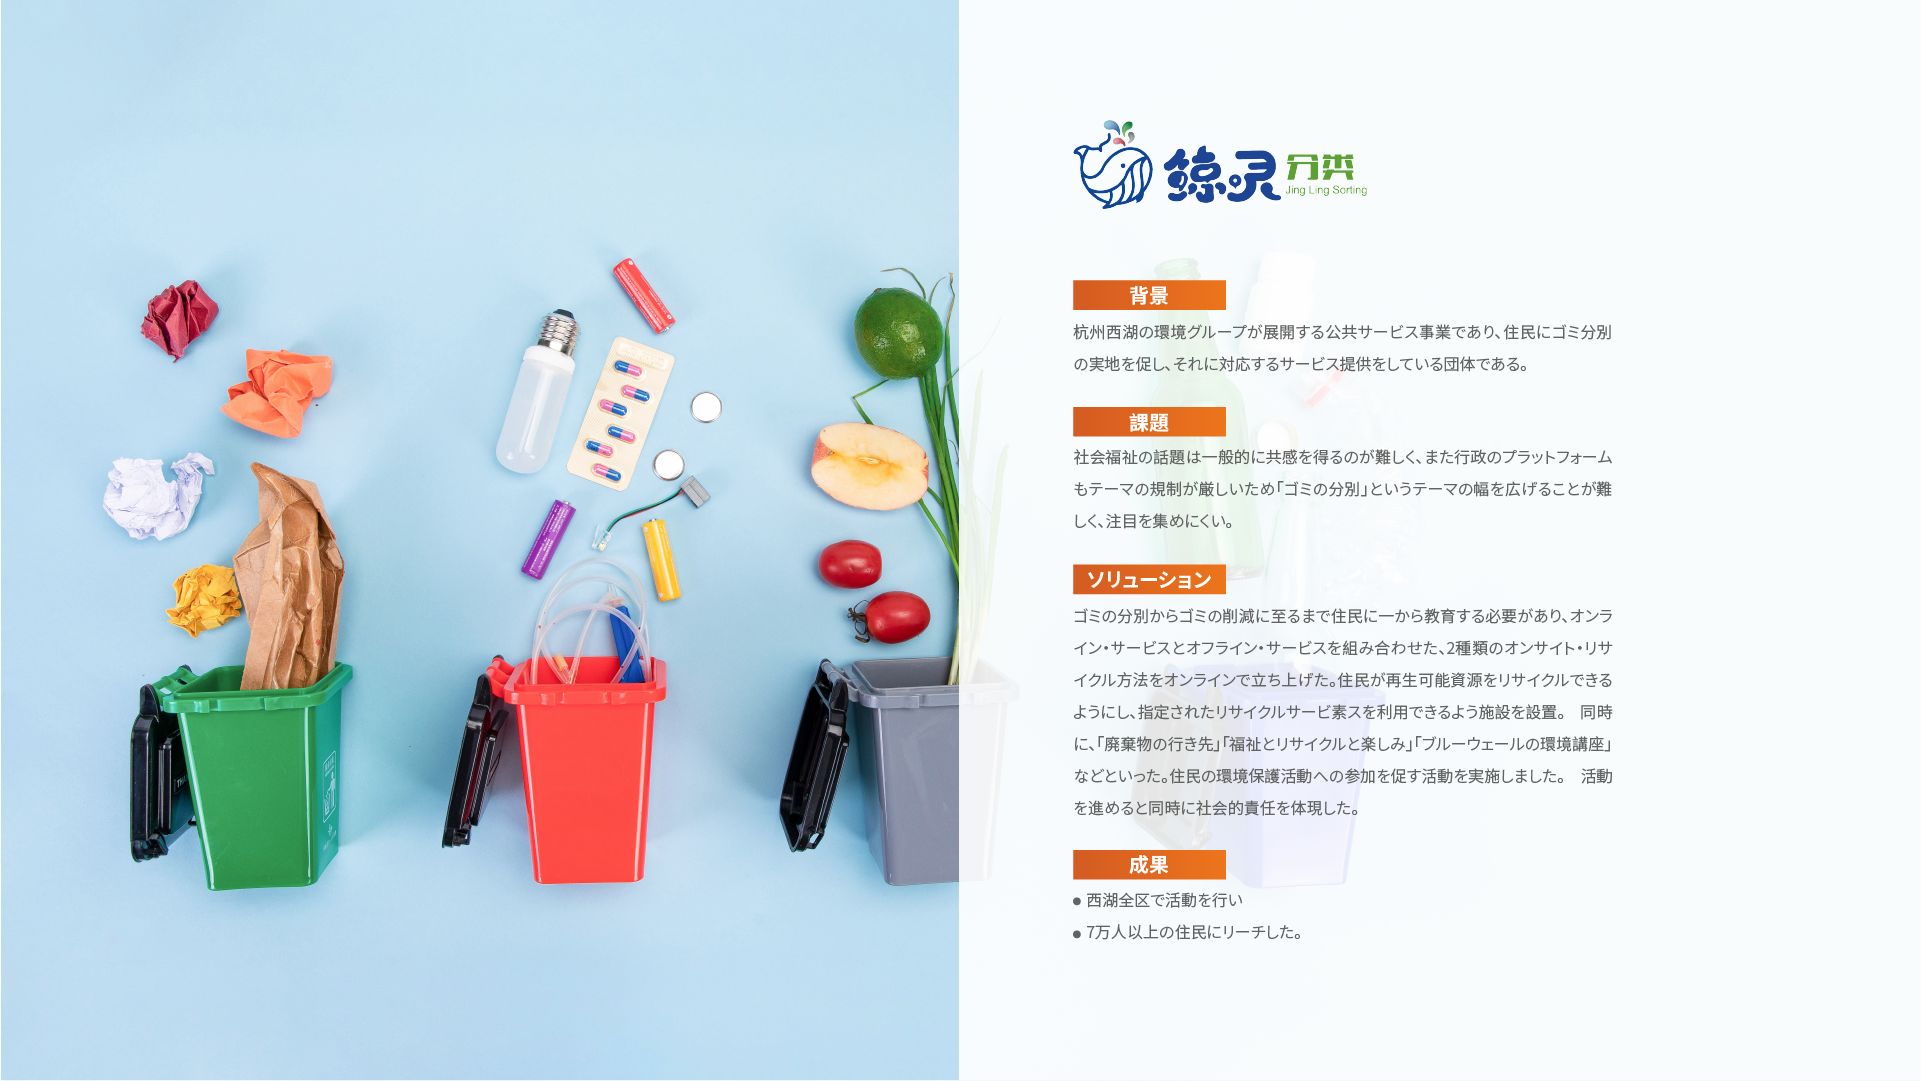 鲸灵 分类
Jing Ling Sorting
背景
杭州西湖の環境グループが展開する公共サービス事業であり、住民にゴミ分別
の実地を促し、それに対応するサービス提供をしている団体である。
課題
社会福祉の話題は一般的に共感を得るのが難しく、また行政のプラットフォーム
もテーマの規制が厳しいため「ゴミの分別」というテーマの幅を広げることが難
しく、注目を集めにくい。
ソリューション
ゴミの分別からゴミの削減に至るまで住民に一から教育する必要があり、オンラ
イン・サービスとオフライン・サービスを組み合わせた、2種類のオンサイト・リサ
イクル方法をオンラインで立ち上げた。住民が再生可能資源をリサイクルできる
ようにし、指定されたリサイクルサービ素スを利用できるよう施設を設置。 同時
に、「廃棄物の行き先」「福祉とリサイクルと楽しみ」「ブルーウェールの環境講座」
などといった。住民の環境保護活動への参加を促す活動を実施しました。 活動
を進めると同時に社会的責任を体現した。
成果
● 西湖全区で活動を行い
● 7万人以上の住民にリーチした。